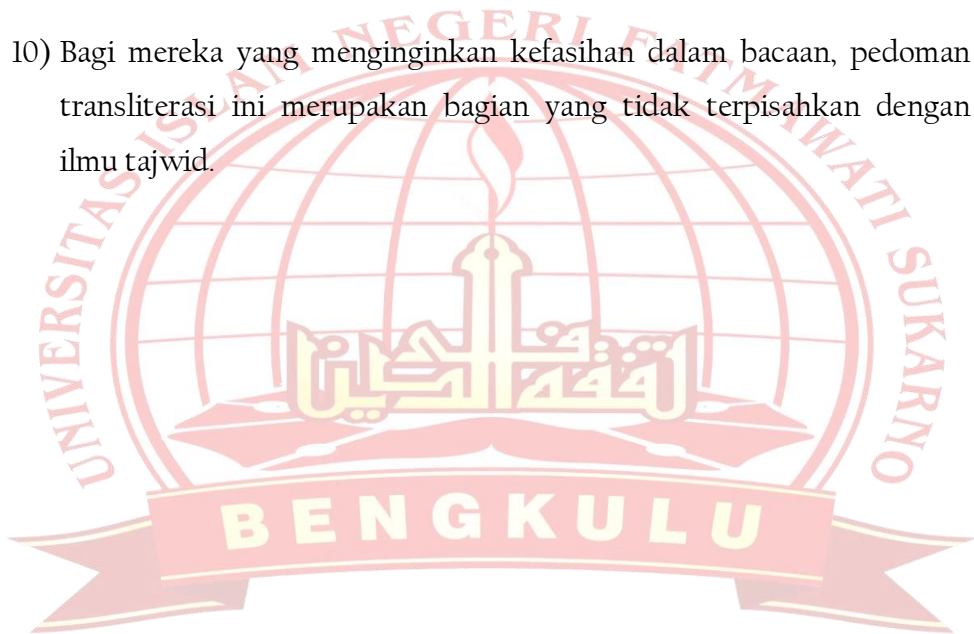 10) Bagi mereka yang menginginkan kefasihan dalam bacaan, pedoman
transliterasi ini merupakan bagian yang tidak terpisahkan dengan
ilmu tajwid.
UNIVERSITAS ISLAM NEGERI FATMAWATI SUKARNO
BENGKULU